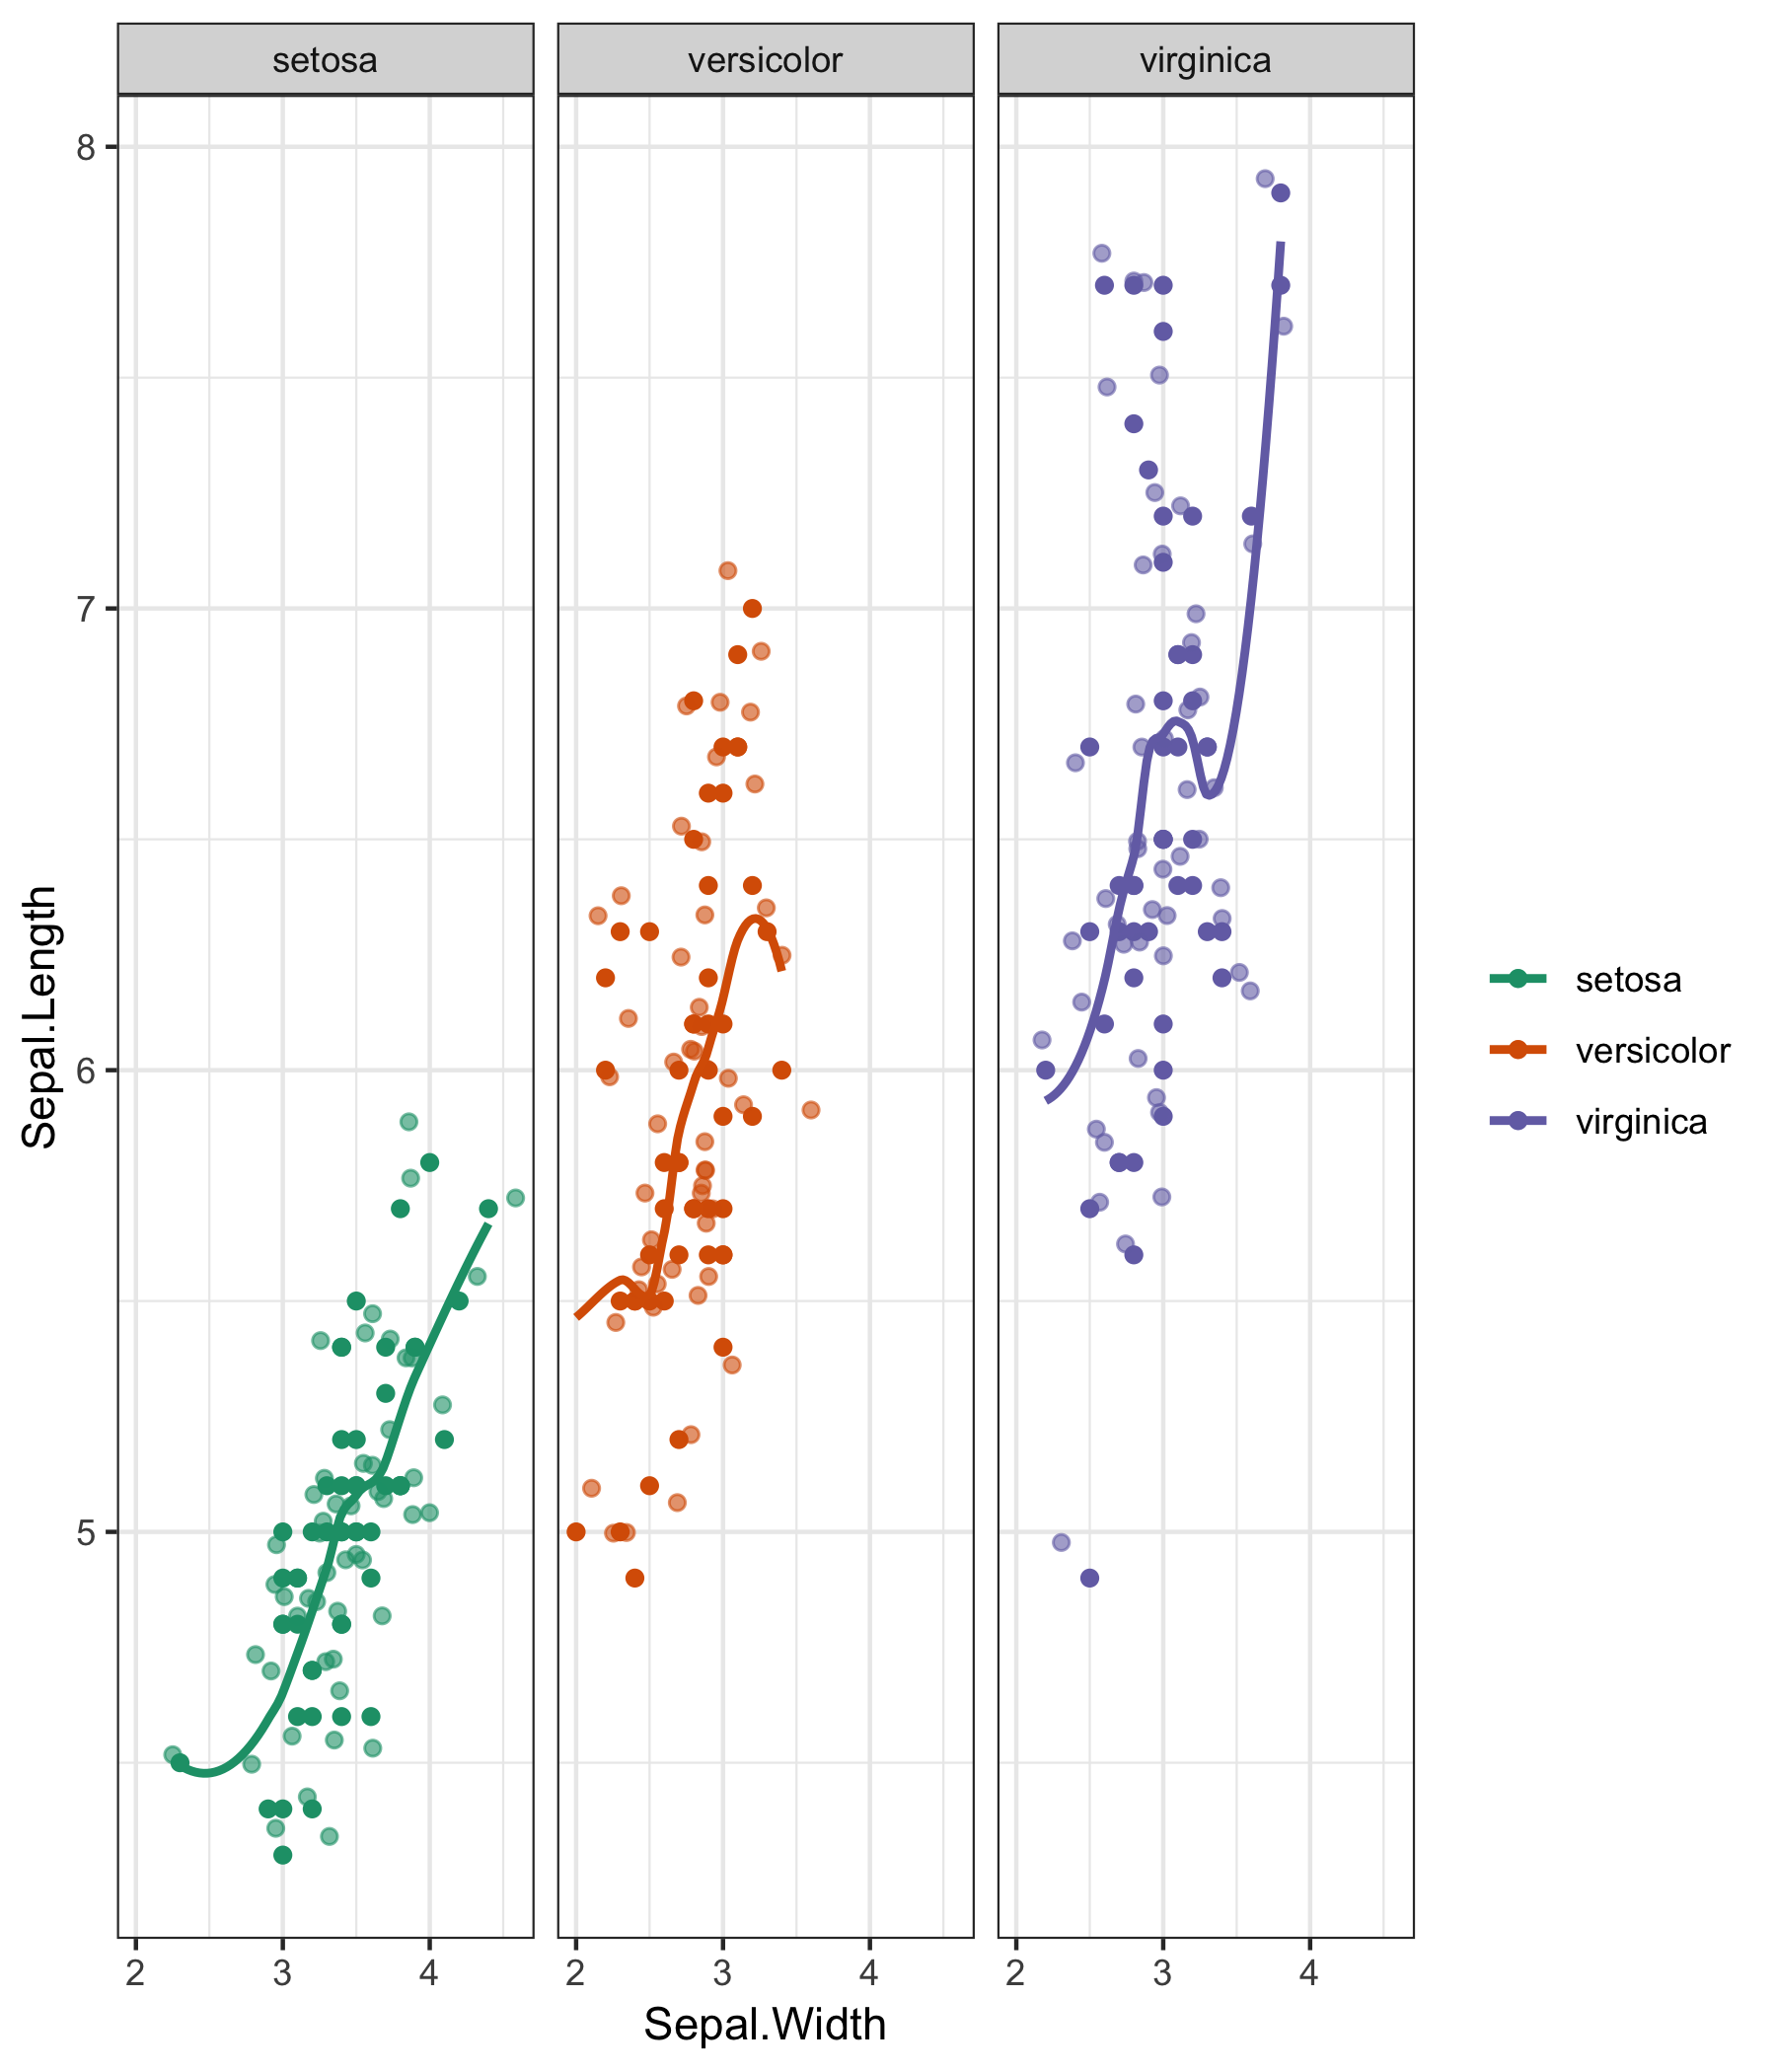 setosa versicolor virginica
8
7
6
5
Sepal.Length
2 3 4 2 3 4 2 3 4
Sepal.Width
setosa
versicolor
virginica